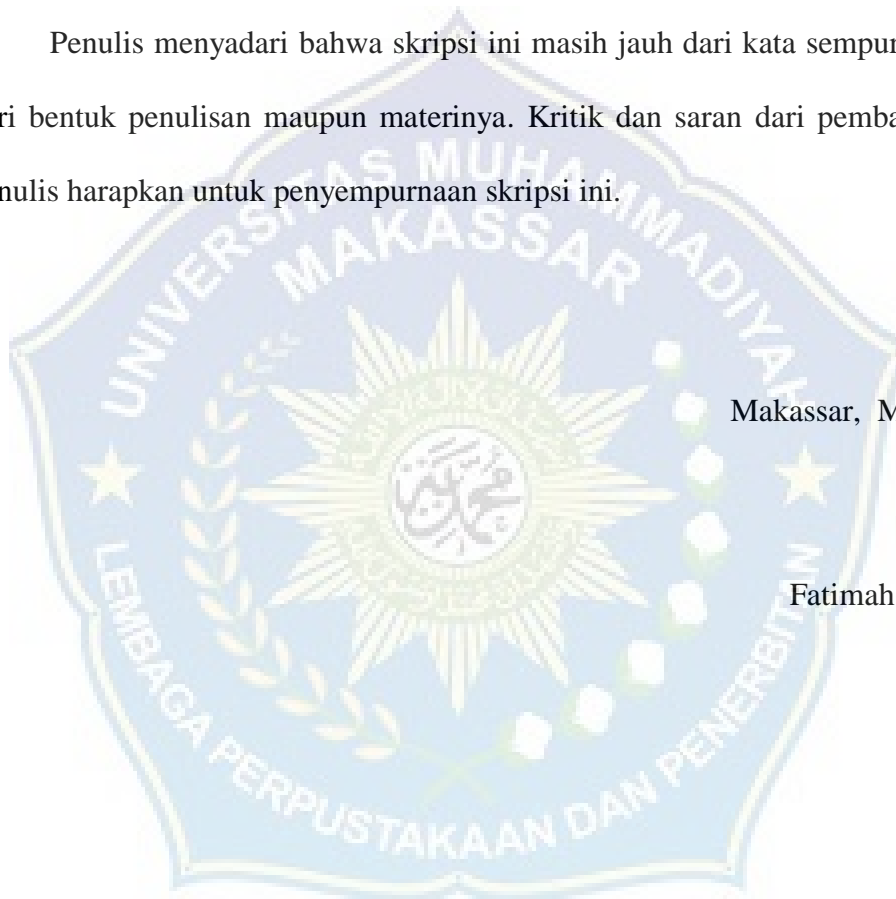 Penulis menyadari bahwa skripsi ini masih jauh dari kata sempur
ri bentuk penulisan maupun materinya. Kritik dan saran dari pemba
nulis harapkan untuk penyempurnaan skripsi ini.
UNIVERSITAS MUHAMMADIYAH
MAKASSAR
Makassar, M
Fatimah
LEMBAGA PERPUSTAKAAN DAN PENERBITAN